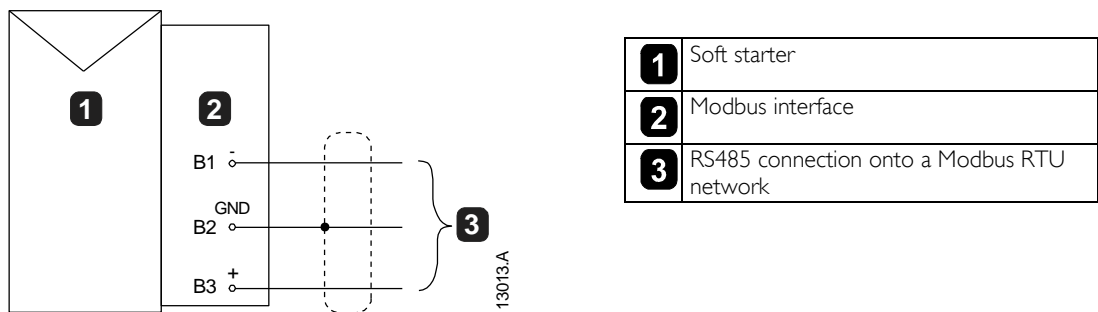 1
2
B1 -
GND
B2
B3 +
3
13013.A
1 Soft starter
2 Modbus interface
3 RS485 connection onto a Modbus RTU
network